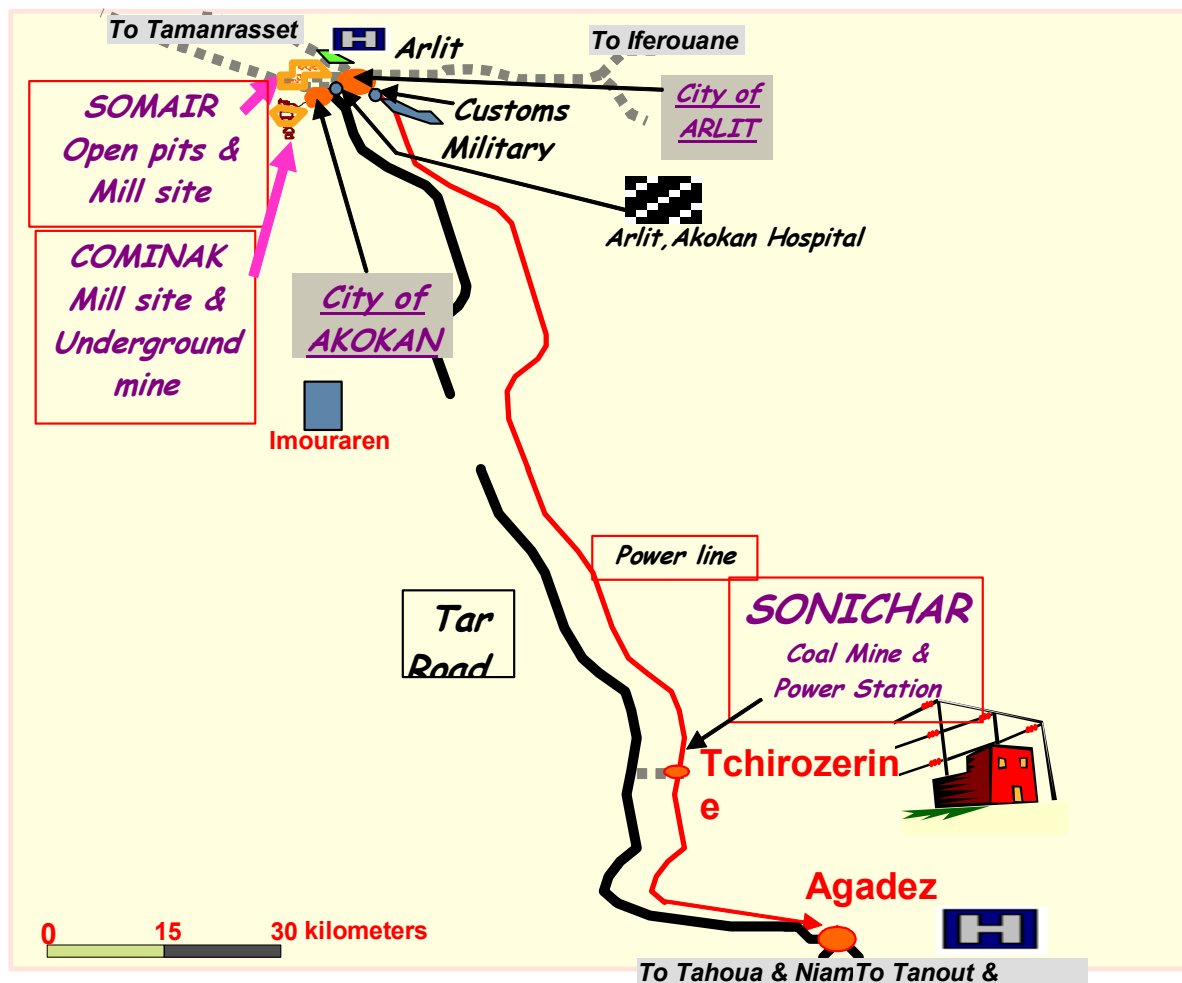 To Tamanrasset
Arlit
To Iferouane
SOMAIR
Open pits &
Mill site
Customs
Military
City of
ARLIT
Arlit, Akokan Hospital
COMINAK
Mill site &
Underground
mine
City of
AKOKAN
Imouraren
Power line
Tar
Road
SONICHAR
Coal Mine &
Power Station
Tchirozerin
e
Agadez
0 15 30 kilometers
To Tahoua & Niam To Tanout &